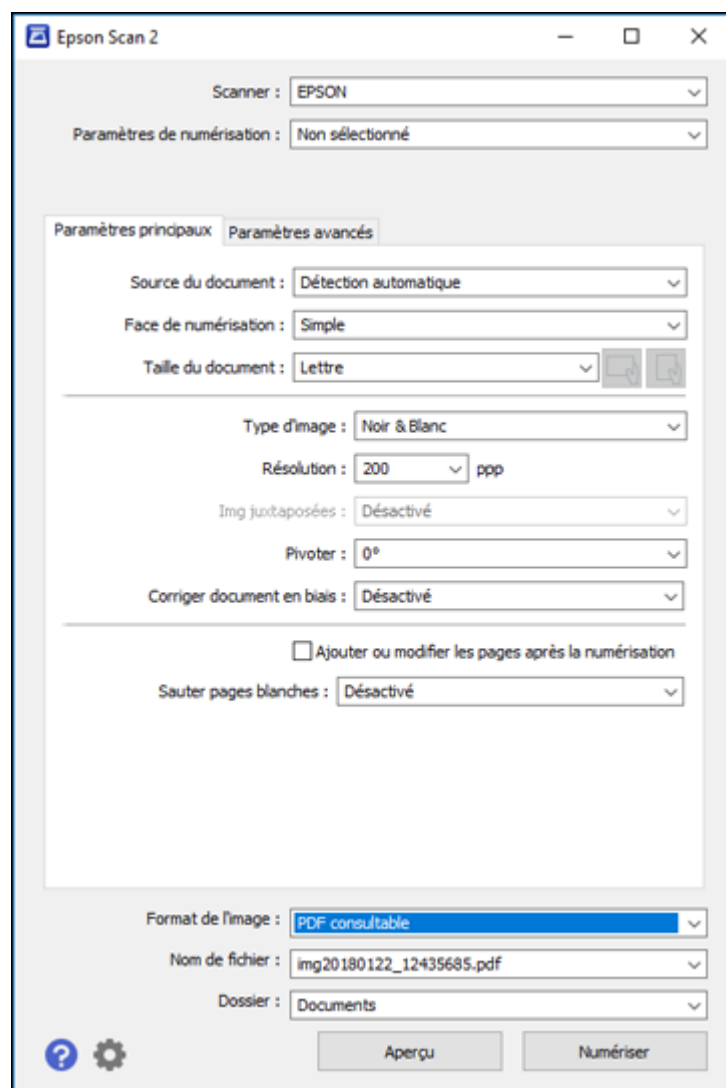 Epson Scan 2
Scanner : EPSON
Paramètres de numérisation : Non sélectionné
Paramètres principaux Paramètres avancés
Source du document : Détection automatique
Face de numérisation : Simple
Taille du document : Lettre
Type d'image : Noir & Blanc
Résolution : 200 ppp
Img juxtaposées : Désactivé
Pivoter : 0°
Corriger document en biais : Désactivé
Ajouter ou modifier les pages après la numérisation
Sauter pages blanches : Désactivé
Format de l'image : PDF consultable
Nom de fichier : img20180122_12435685.pdf
Dossier : Documents
? Aperçu Numériser